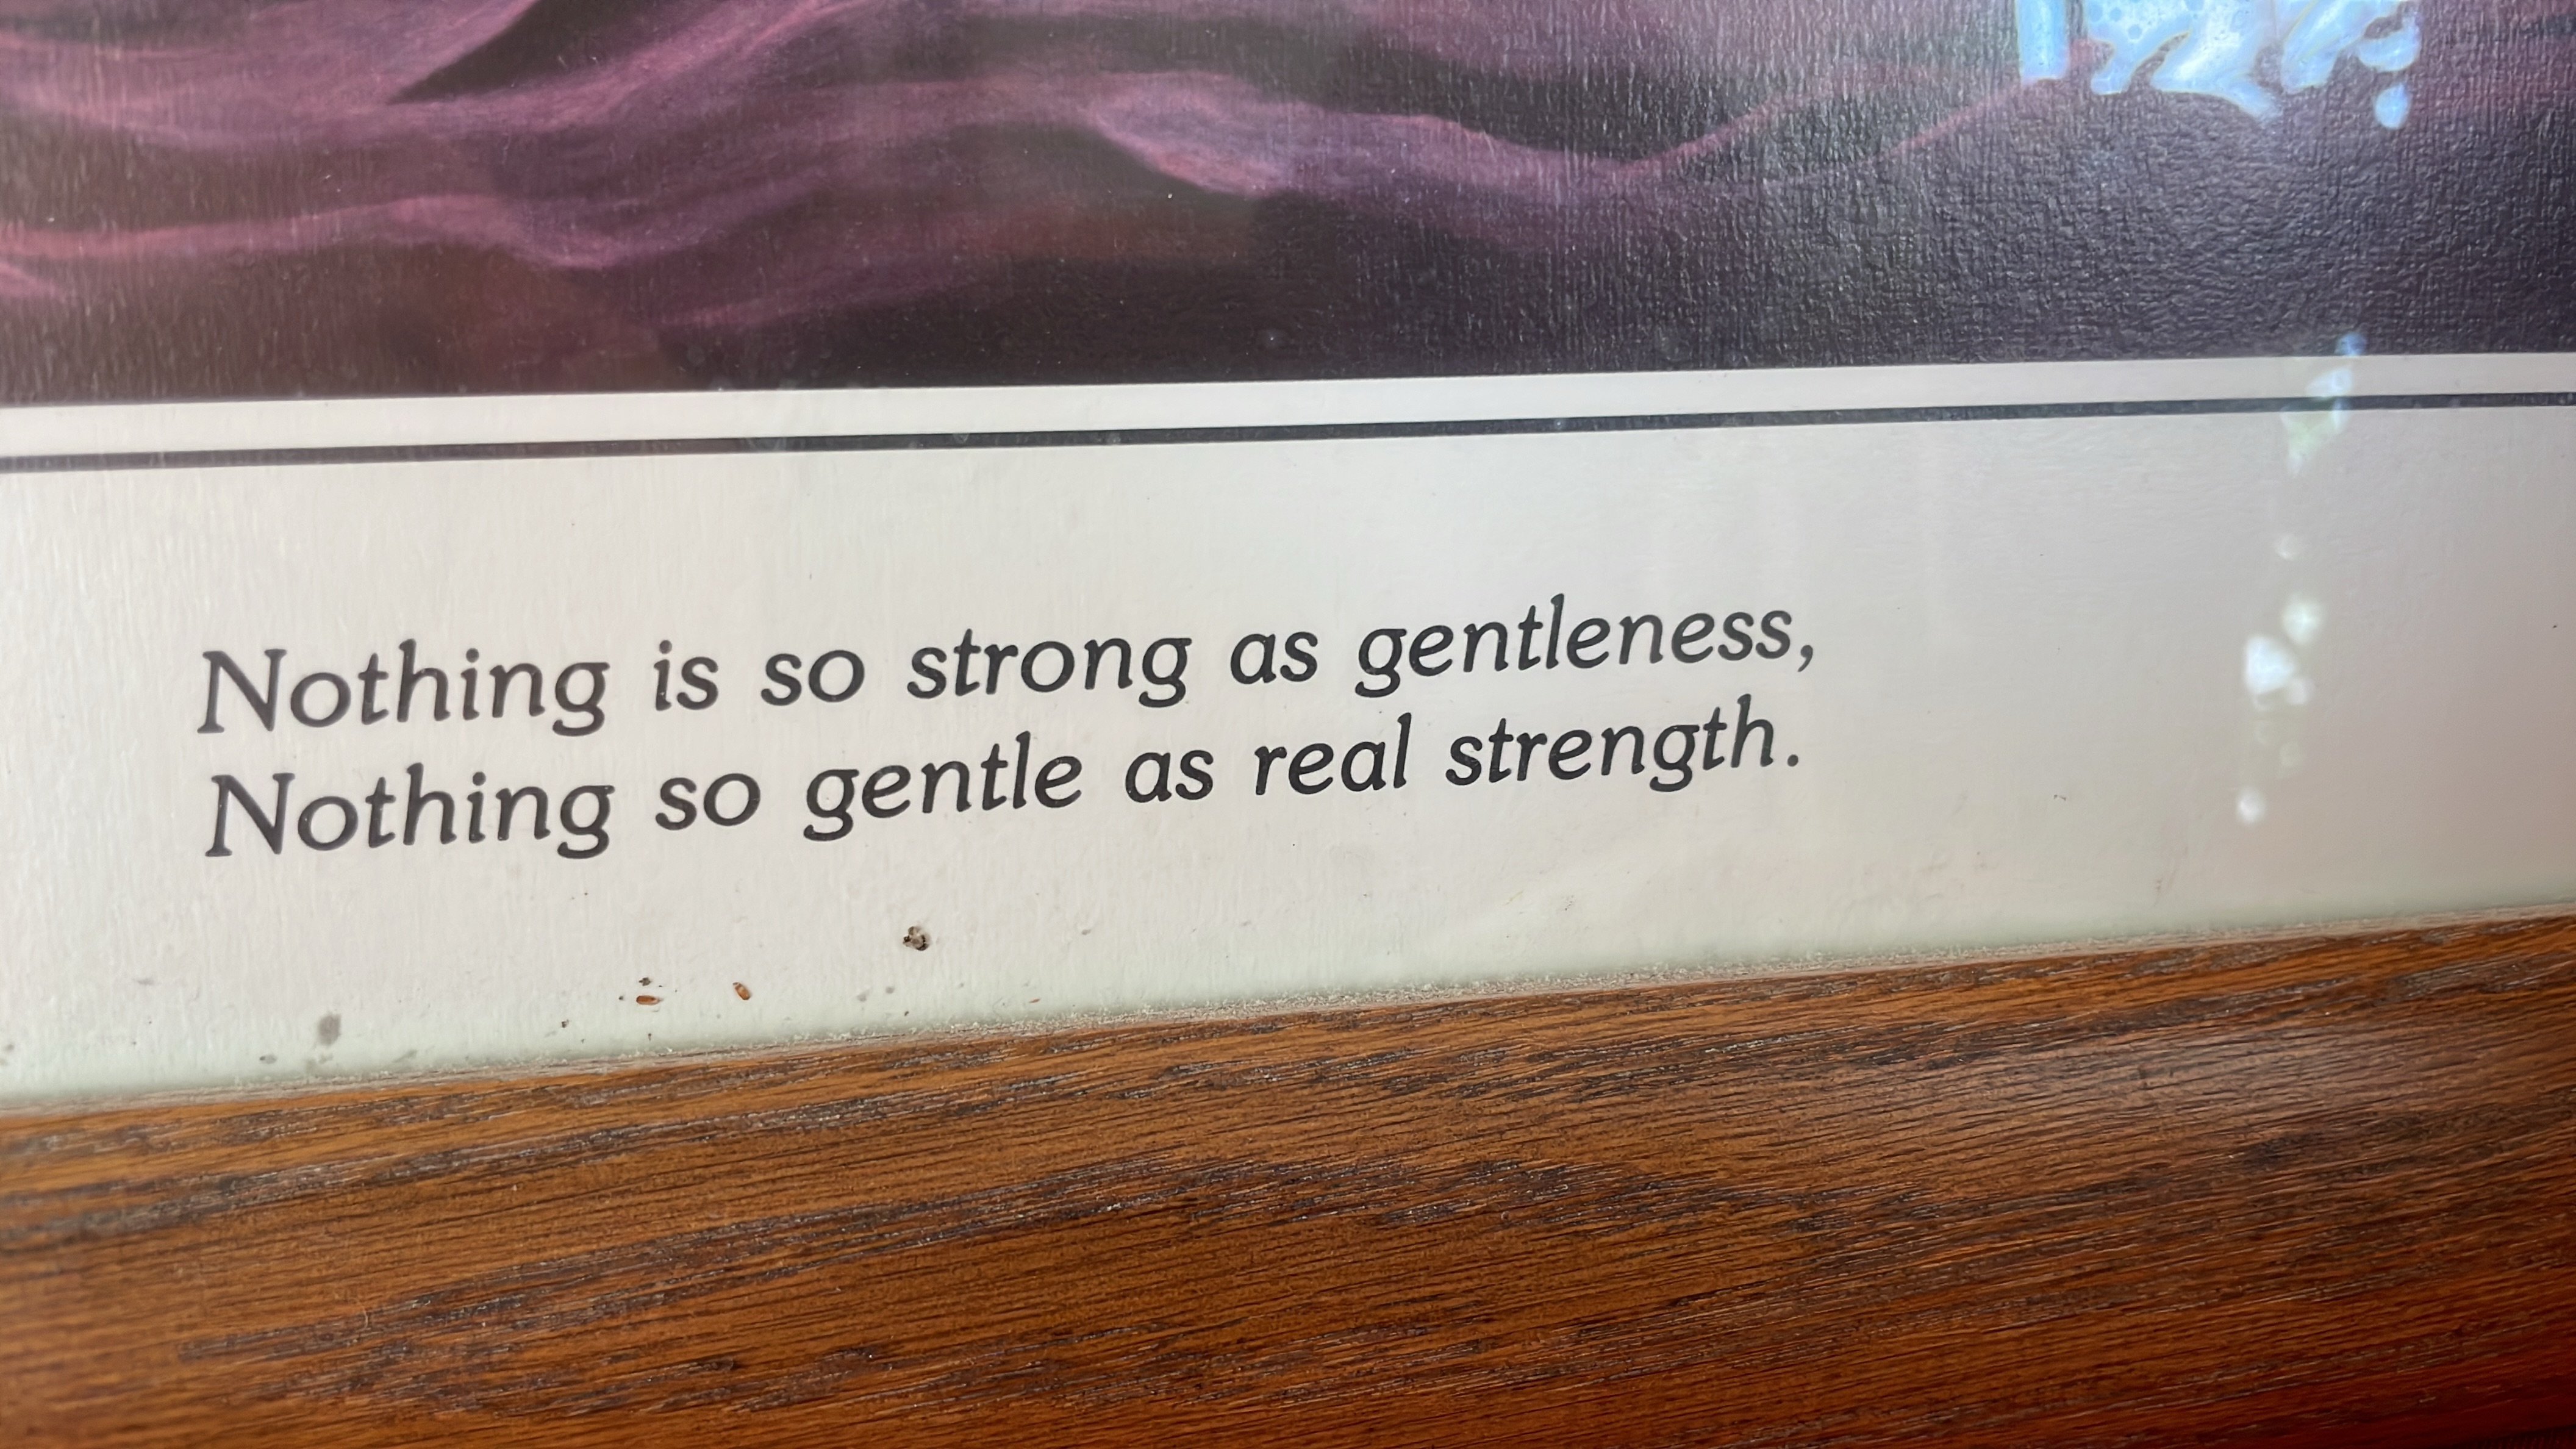 Nothing is so strong as gentleness,
Nothing so gentle as real strength.